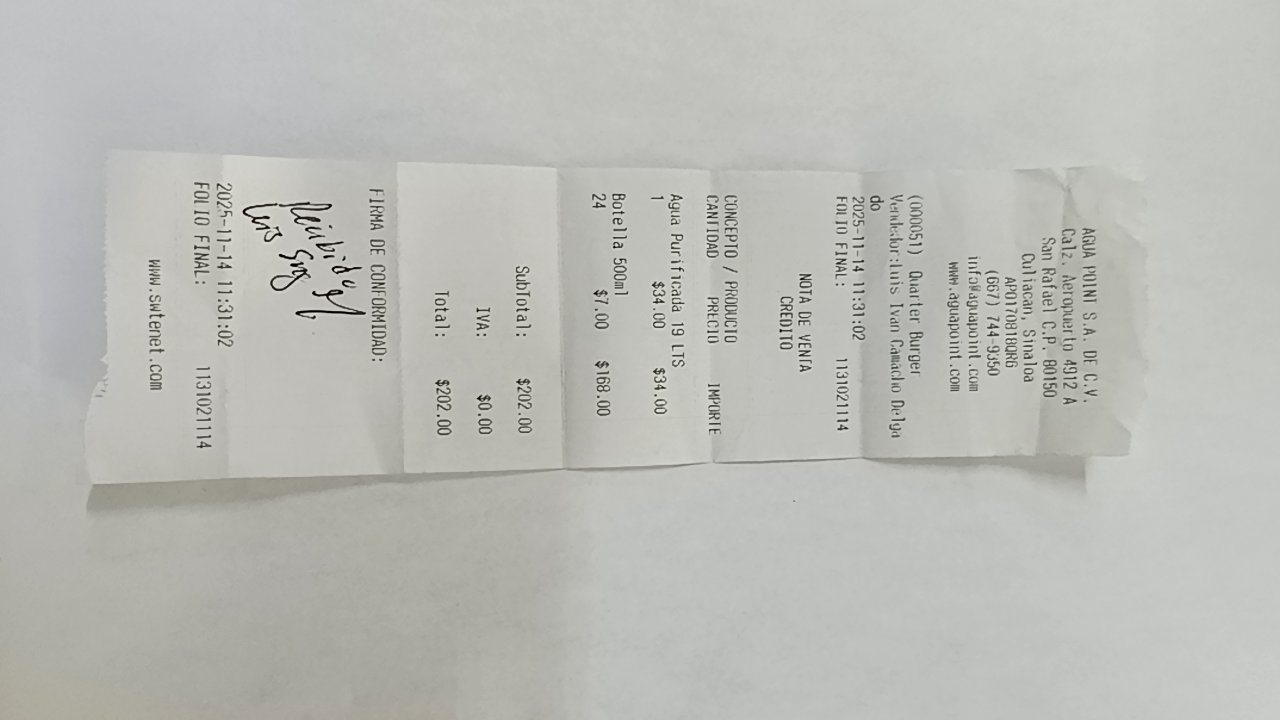 AGUA POINT S.A. DE C.V.
Calz. Aeropuerto 4912 A
San Rafael C.P. 80150
Culiacan, Sinaloa
APO170818QR6
(667) 744-9350
info@aguapoint.com
www.aguapoint.com
(000051) Quarter Burger
Vendedor:Luis Ivan Camacho Delga
do
2025-11-14 11:31:02
FOLIO FINAL: 1131021114
NOTA DE VENTA
CREDITO
CONCEPTO / PRODUCTO
CANTIDAD PRECIO IMPORTE
Agua Purificada 19 LTS
1 $34.00 $34.00
Botella 500ml
24 $7.00 $168.00
SubTotal: $202.00
IVA: $0.00
Total: $202.00
FIRMA DE CONFORMIDAD:
Recibido
Luis
2025-11-14 11:31:02
FOLIO FINAL: 1131021114
www.swtenet.com